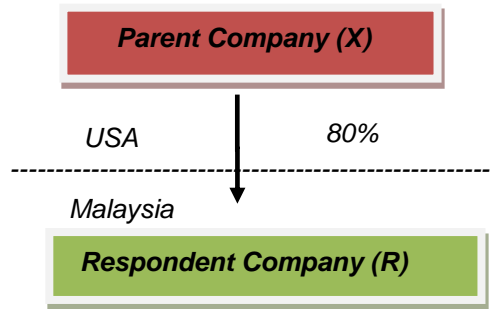 Parent Company (X)
USA 80%
Malaysia
Respondent Company (R)